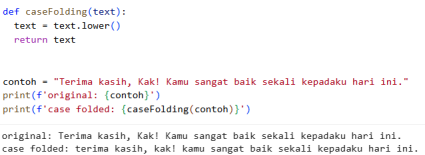 def caseFolding(text):
  text = text.lower()
  return text
contoh = "Terima kasih, Kak! Kamu sangat baik sekali kepadaku hari ini."
print(f'original: {contoh}')
print(f'case folded: {caseFolding(contoh)}')
original: Terima kasih, Kak! Kamu sangat baik sekali kepadaku hari ini.
case folded: terima kasih, kak! kamu sangat baik sekali kepadaku hari ini.